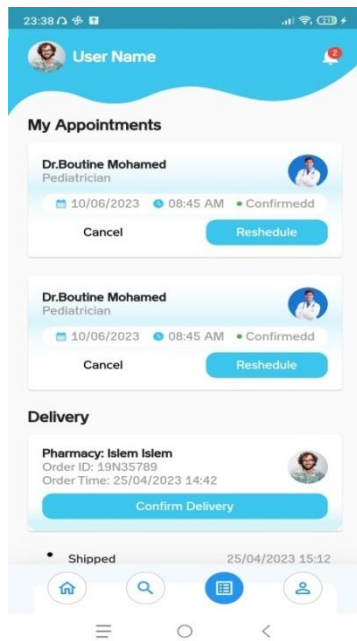 23:38
User Name
2
My Appointments
Dr.Boutine Mohamed
Pediatrician
10/06/2023 08:45 AM Confirmedd
Cancel Reshedule
Dr.Boutine Mohamed
Pediatrician
10/06/2023 08:45 AM Confirmedd
Cancel Reshedule
Delivery
Pharmacy: Islem Islem
Order ID: 19N35789
Order Time: 25/04/2023 14:42
Confirm Delivery
Shipped 25/04/2023 15:12